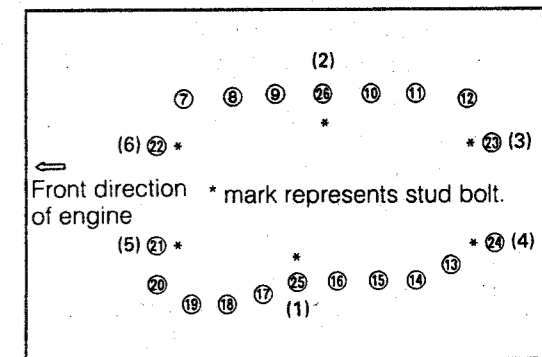 (2)
⑦ ⑧ ⑨ ㉖ ⑩ ⑪ ⑫
*
(6) ㉒ * * ㉓ (3)
⇐
Front direction * mark represents stud bolt.
of engine
(5) ㉑ * * * ㉔ (4)
⑬
⑳ ㉕ ⑯ ⑮ ⑭
⑲ ⑱ ⑰ (1)